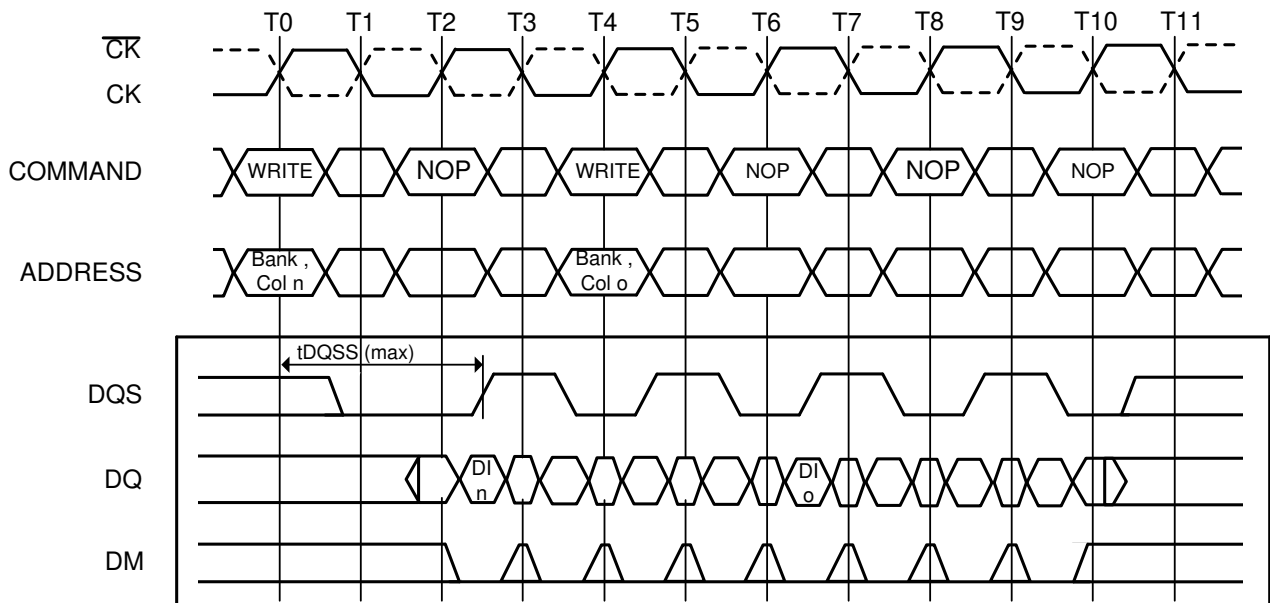 T0 T1 T2 T3 T4 T5 T6 T7 T8 T9 T10 T11
CK
CK
COMMAND WRITE NOP WRITE NOP NOP NOP
ADDRESS
Bank ,
Col n
Bank ,
Col o
tDQSS (max)
DQS
DQ
DI
n
DI
o
DM